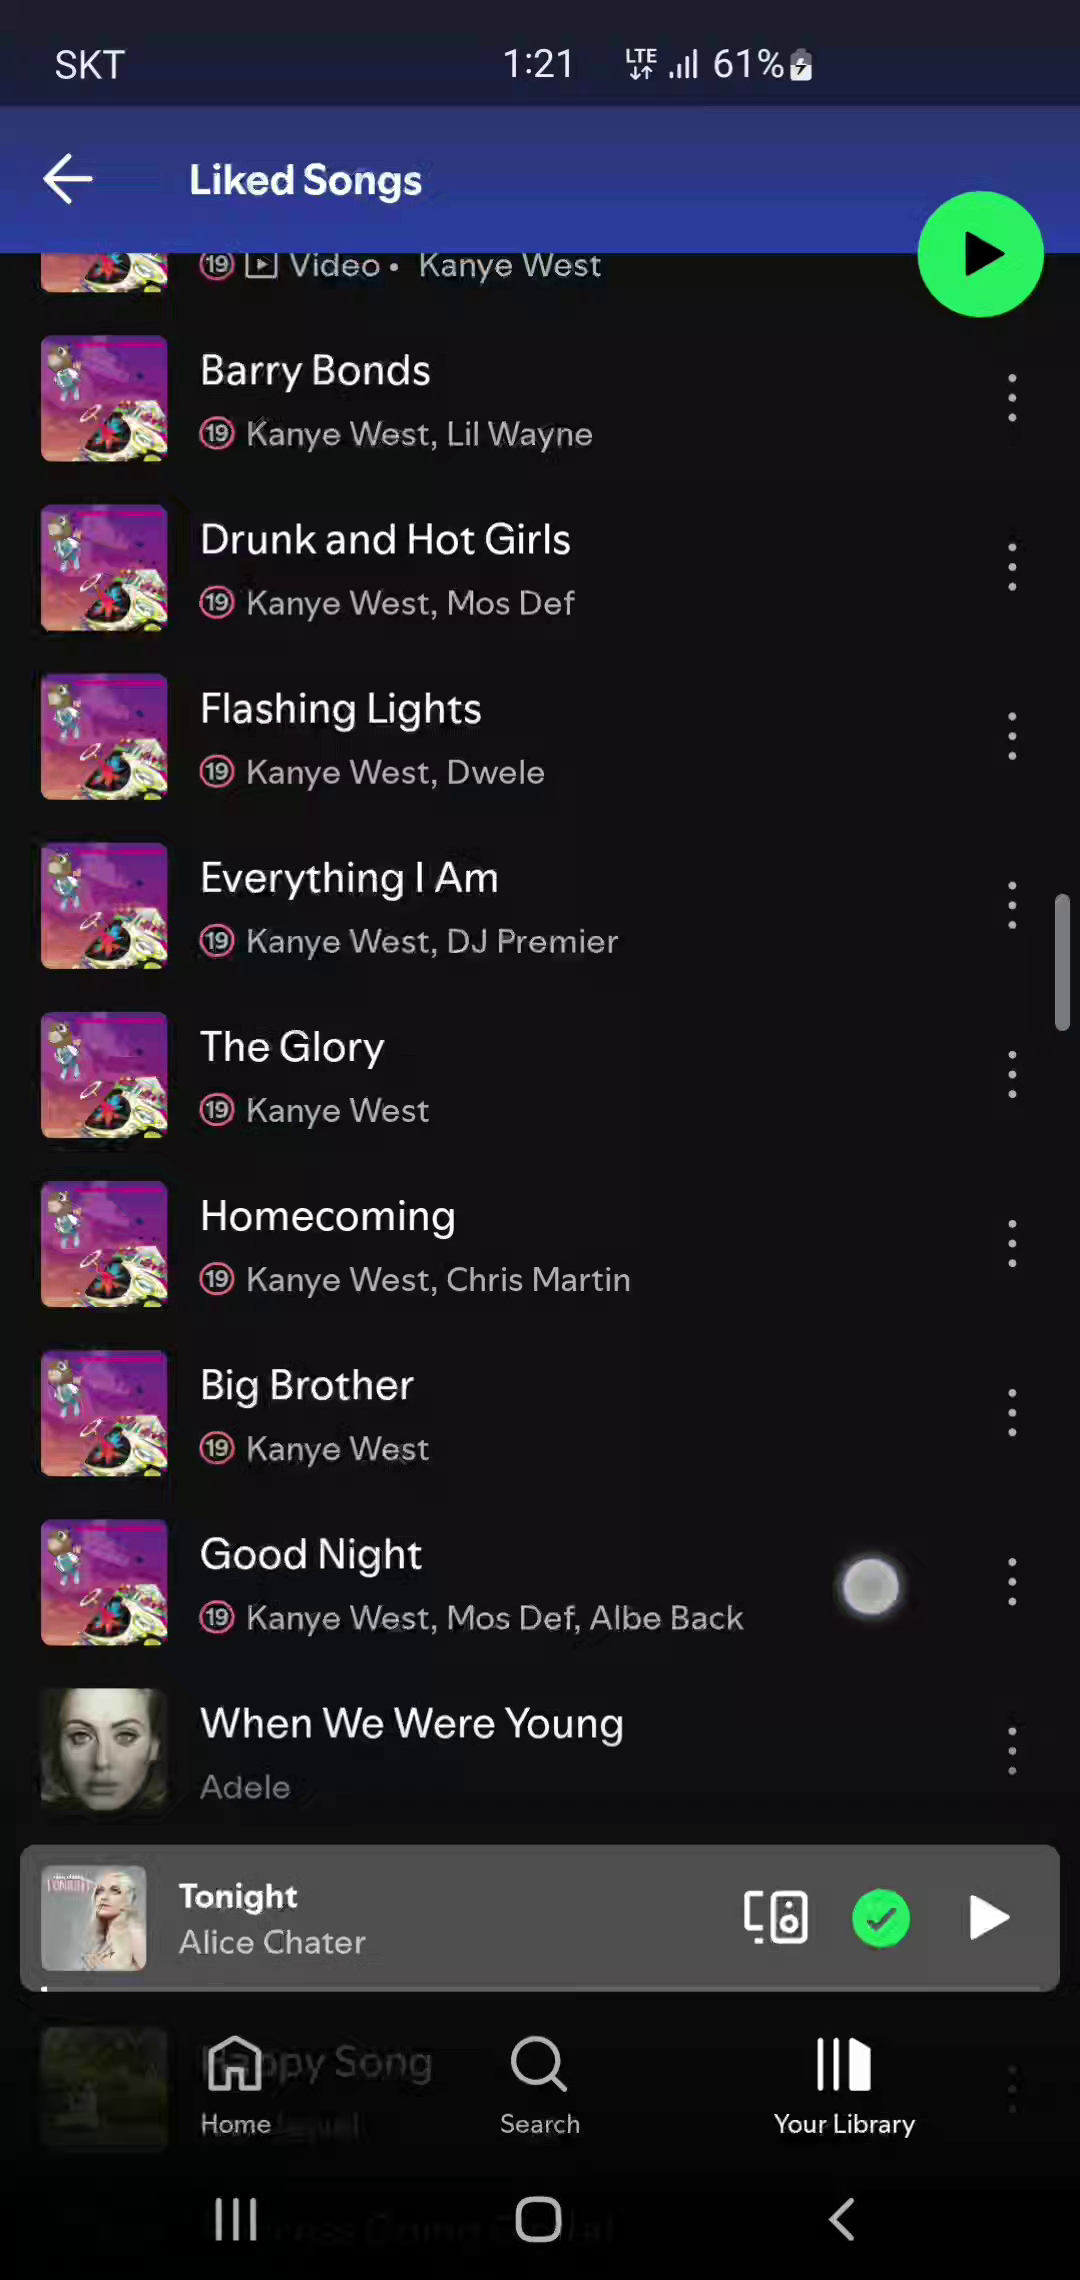 SKT 1:21 LTE 61%
Liked Songs
19 Video • Kanye West
Barry Bonds
19 Kanye West, Lil Wayne
Drunk and Hot Girls
19 Kanye West, Mos Def
Flashing Lights
19 Kanye West, Dwele
Everything I Am
19 Kanye West, DJ Premier
The Glory
19 Kanye West
Homecoming
19 Kanye West, Chris Martin
Big Brother
19 Kanye West
Good Night
19 Kanye West, Mos Def, Albe Back
When We Were Young
Adele
TONIGHT
Tonight
Alice Chater
Happy Song
Home Search Your Library